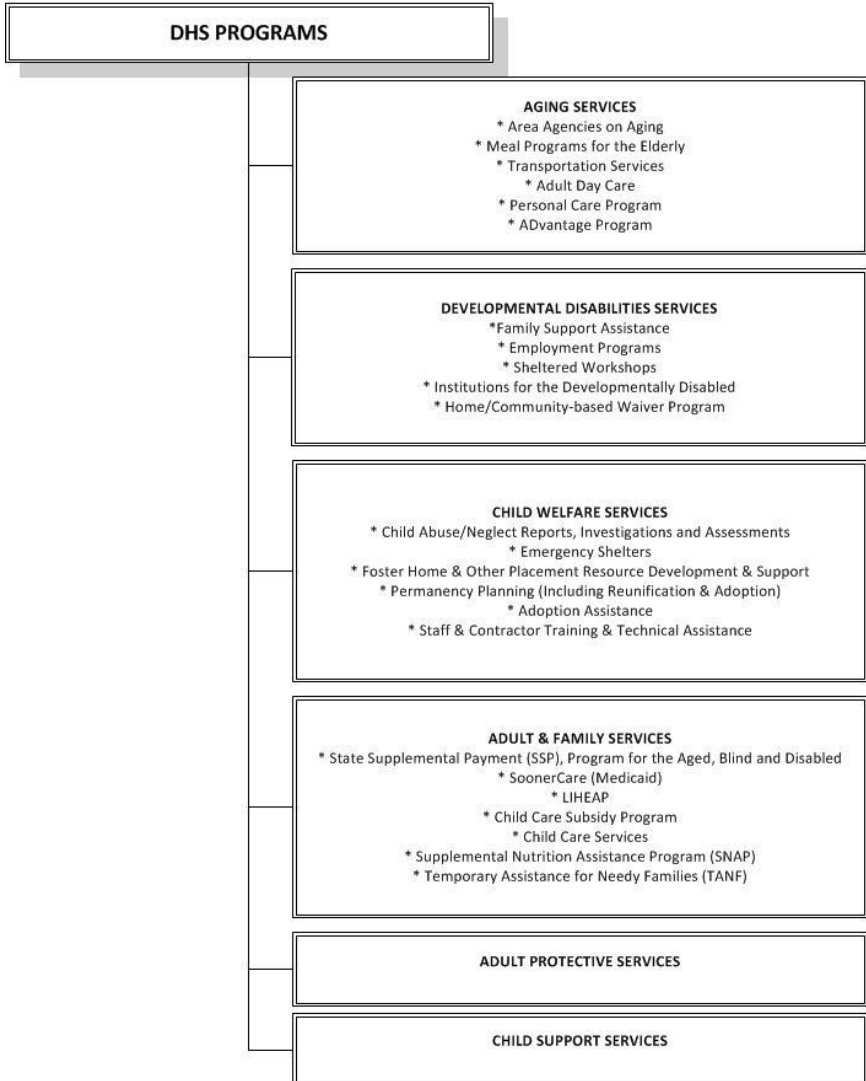 DHS PROGRAMS
AGING SERVICES
* Area Agencies on Aging
* Meal Programs for the Elderly
* Transportation Services
* Adult Day Care
* Personal Care Program
* ADvantage Program
DEVELOPMENTAL DISABILITIES SERVICES
*Family Support Assistance
* Employment Programs
* Sheltered Workshops
* Institutions for the Developmentally Disabled
* Home/Community-based Waiver Program
CHILD WELFARE SERVICES
* Child Abuse/Neglect Reports, Investigations and Assessments
* Emergency Shelters
* Foster Home & Other Placement Resource Development & Support
* Permanency Planning (Including Reunification & Adoption)
* Adoption Assistance
* Staff & Contractor Training & Technical Assistance
ADULT & FAMILY SERVICES
* State Supplemental Payment (SSP), Program for the Aged, Blind and Disabled
* SoonerCare (Medicaid)
* LIHEAP
* Child Care Subsidy Program
* Child Care Services
* Supplemental Nutrition Assistance Program (SNAP)
* Temporary Assistance for Needy Families (TANF)
ADULT PROTECTIVE SERVICES
CHILD SUPPORT SERVICES